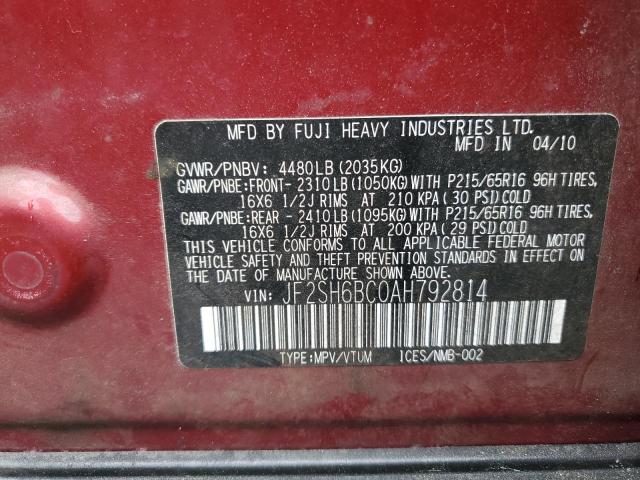 MFD BY FUJI HEAVY INDUSTRIES LTD.
MFD IN 04/10
GVWR/PNBV: 4480LB(2035KG)
GAWR/PNBE:FRONT- 2310LB(1050KG)WITH P215/65R16 96H TIRES,
16X6 1/2J RIMS AT 210 KPA (30 PSI)COLD
GAWR/PNBE:REAR - 2410LB(1095KG)WITH P215/65R16 96H TIRES,
16X6 1/2J RIMS AT 200 KPA (29 PSI)COLD
THIS VEHICLE CONFORMS TO ALL APPLICABLE FEDERAL MOTOR
VEHICLE SAFETY AND THEFT PREVENTION STANDARDS IN EFFECT ON
THE DATE OF MANUFACTURE SHOWN ABOVE.
VIN: JF2SH6BC0AH792814
TYPE:MPV/VTUM ICES/NMB-002